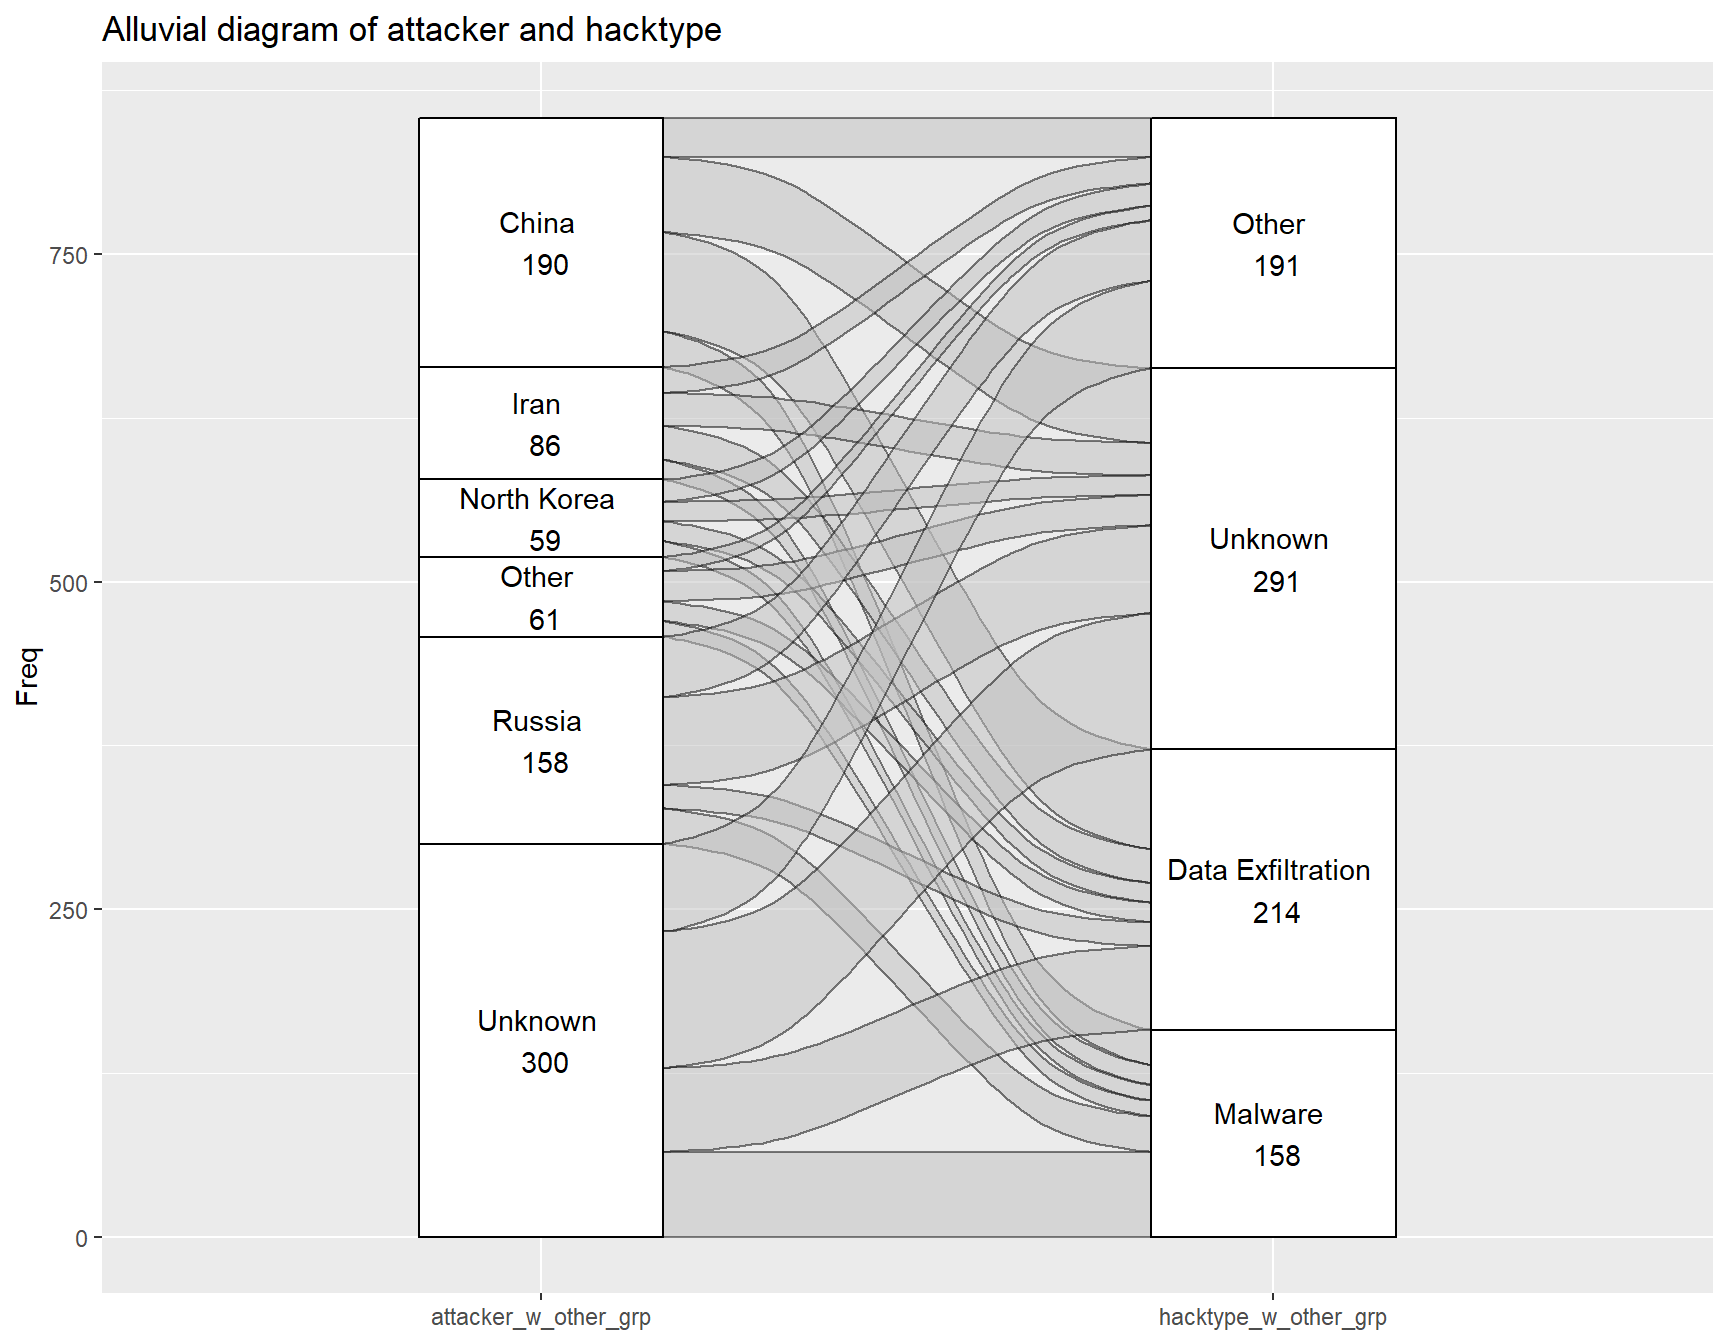 Alluvial diagram of attacker and hacktype
Freq
750
500
250
0
China
190
Iran
86
North Korea
59
Other
61
Russia
158
Unknown
300
Other
191
Unknown
291
Data Exfiltration
214
Malware
158
attacker_w_other_grp
hacktype_w_other_grp